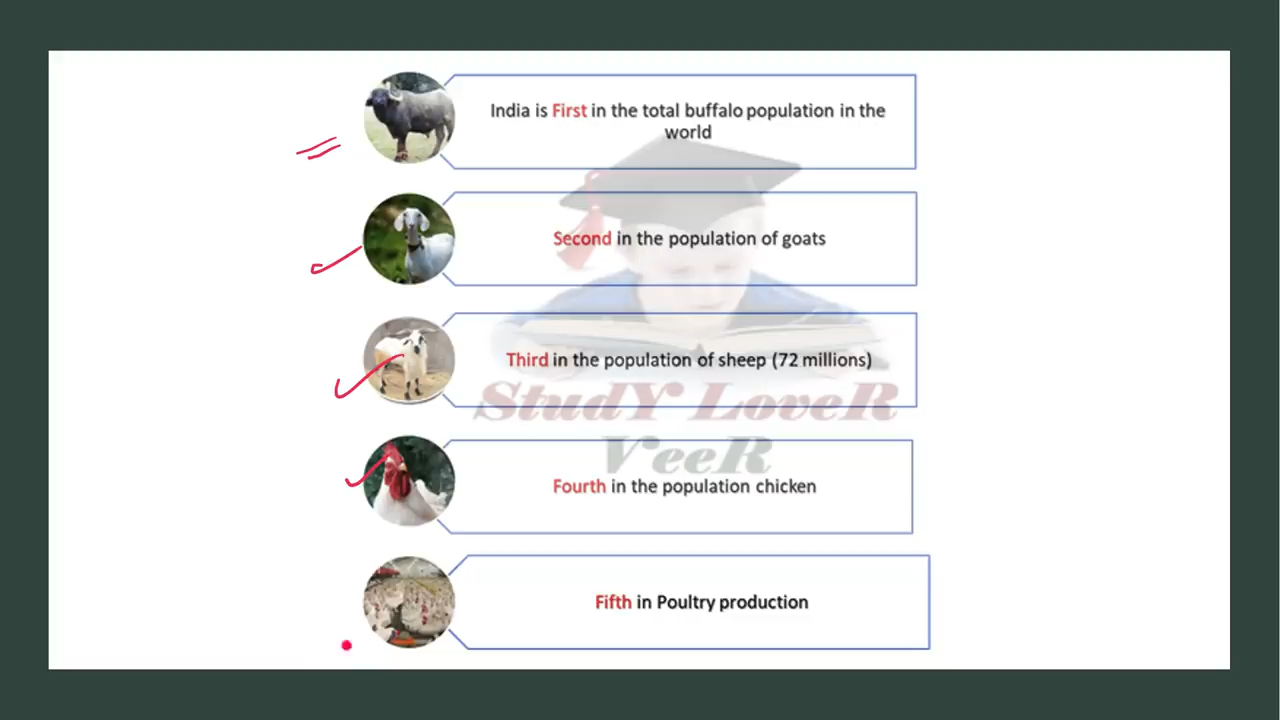 India is First in the total buffalo population in the
world
Second in the population of goats
Third in the population of sheep (72 millions)
StudY LoveR
VeeR
Fourth in the population chicken
Fifth in Poultry production